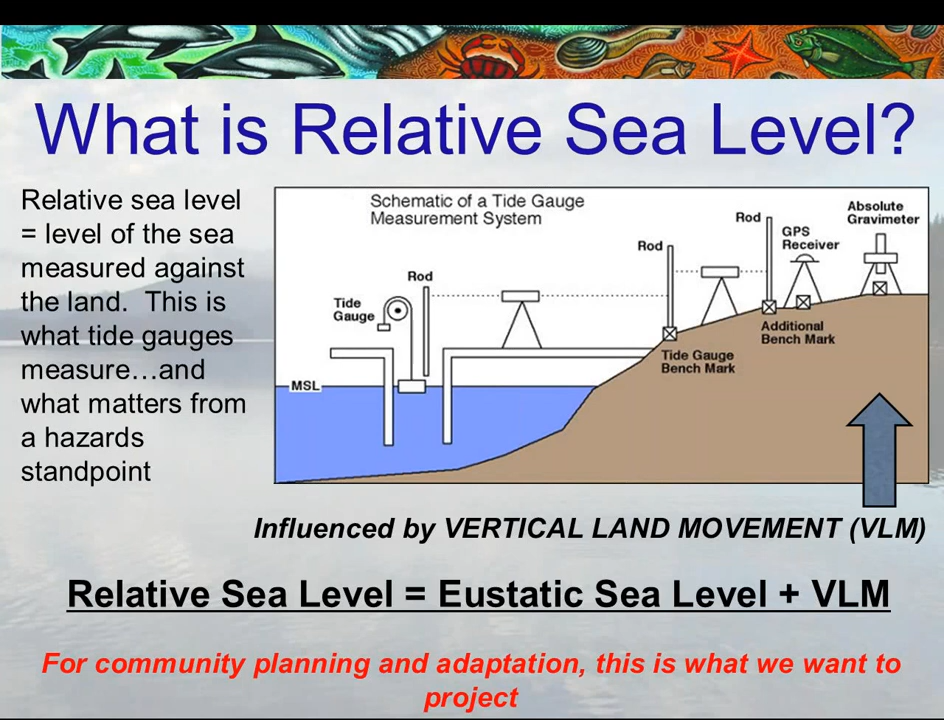 What is Relative Sea Level?
Relative sea level
= level of the sea
measured against
the land. This is
what tide gauges
measure…and
what matters from
a hazards
standpoint
Schematic of a Tide Gauge
Measurement System
Absolute
Gravimeter
Rod
GPS
Receiver
Rod
Rod
Tide
Gauge
Additional
Bench Mark
Tide Gauge
Bench Mark
MSL
Influenced by VERTICAL LAND MOVEMENT (VLM)
Relative Sea Level = Eustatic Sea Level + VLM
For community planning and adaptation, this is what we want to
project